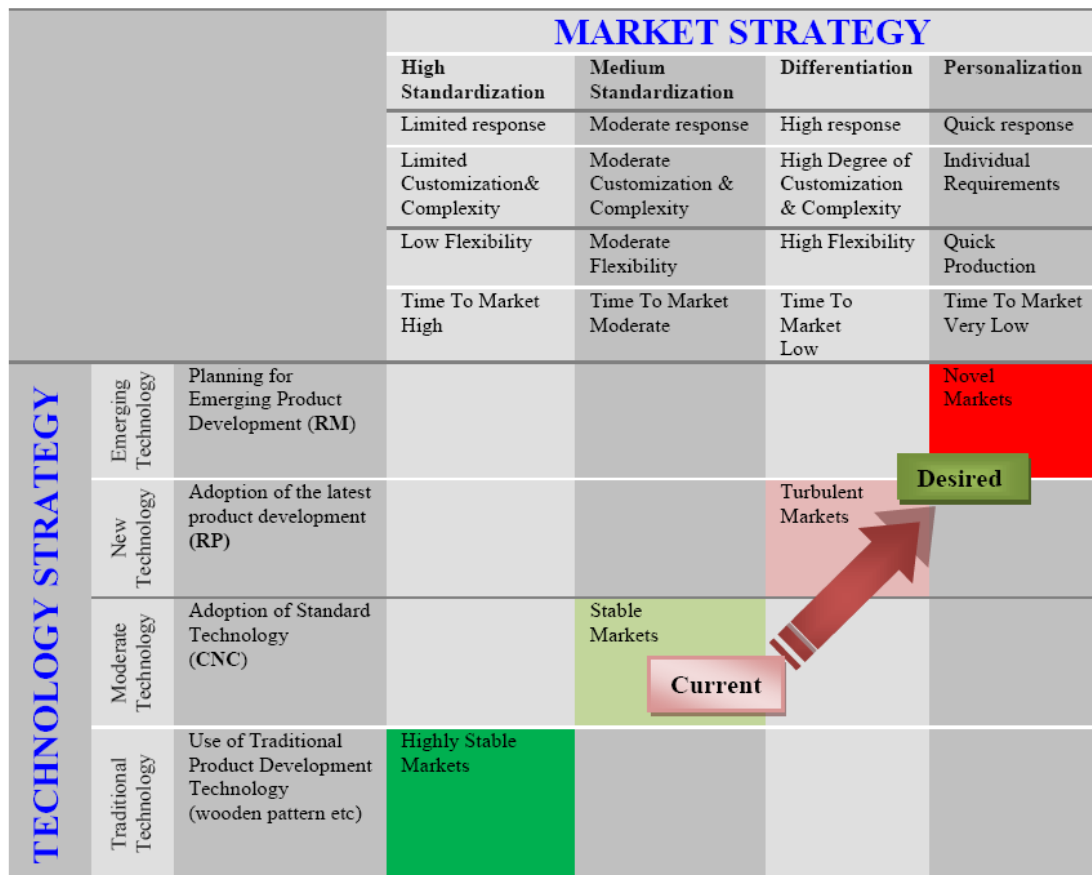 MARKET STRATEGY
High
Standardization
Medium
Standardization
Differentiation
Personalization
Limited response
Moderate response
High response
Quick response
Limited
Customization&
Complexity
Moderate
Customization &
Complexity
High Degree of
Customization
& Complexity
Individual
Requirements
Low Flexibility
Moderate
Flexibility
High Flexibility
Quick
Production
Time To Market
High
Time To Market
Moderate
Time To
Market
Low
Time To Market
Very Low
TECHNOLOGY STRATEGY
Emerging
Technology
Planning for
Emerging Product
Development (RM)
Novel
Markets
Desired
New
Technology
Adoption of the latest
product development
(RP)
Turbulent
Markets
Moderate
Technology
Adoption of Standard
Technology
(CNC)
Stable
Markets
Current
Traditional
Technology
Use of Traditional
Product Development
Technology
(wooden pattern etc)
Highly Stable
Markets